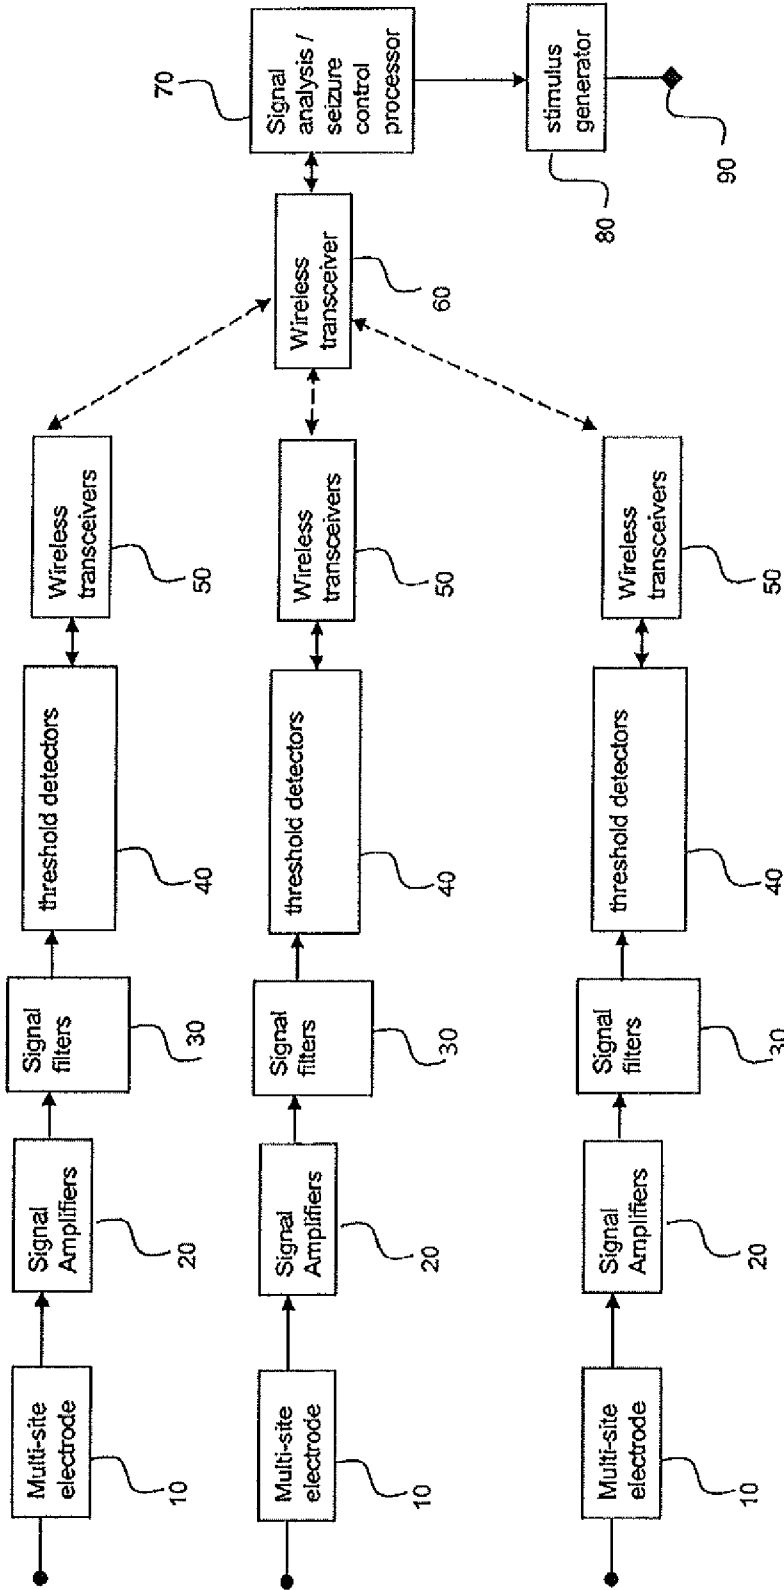 Multi-site
electrode
10
Signal
Amplifiers
20
Signal
filters
30
threshold detectors
40
Wireless
transceivers
50
Multi-site
electrode
10
Signal
Amplifiers
20
Signal
filters
30
threshold detectors
40
Wireless
transceivers
50
Multi-site
electrode
10
Signal
Amplifiers
20
Signal
filters
30
threshold detectors
40
Wireless
transceivers
50
Wireless
transceiver
60
70
Signal
analysis /
seizure
control
processor
stimulus
generator
80
90